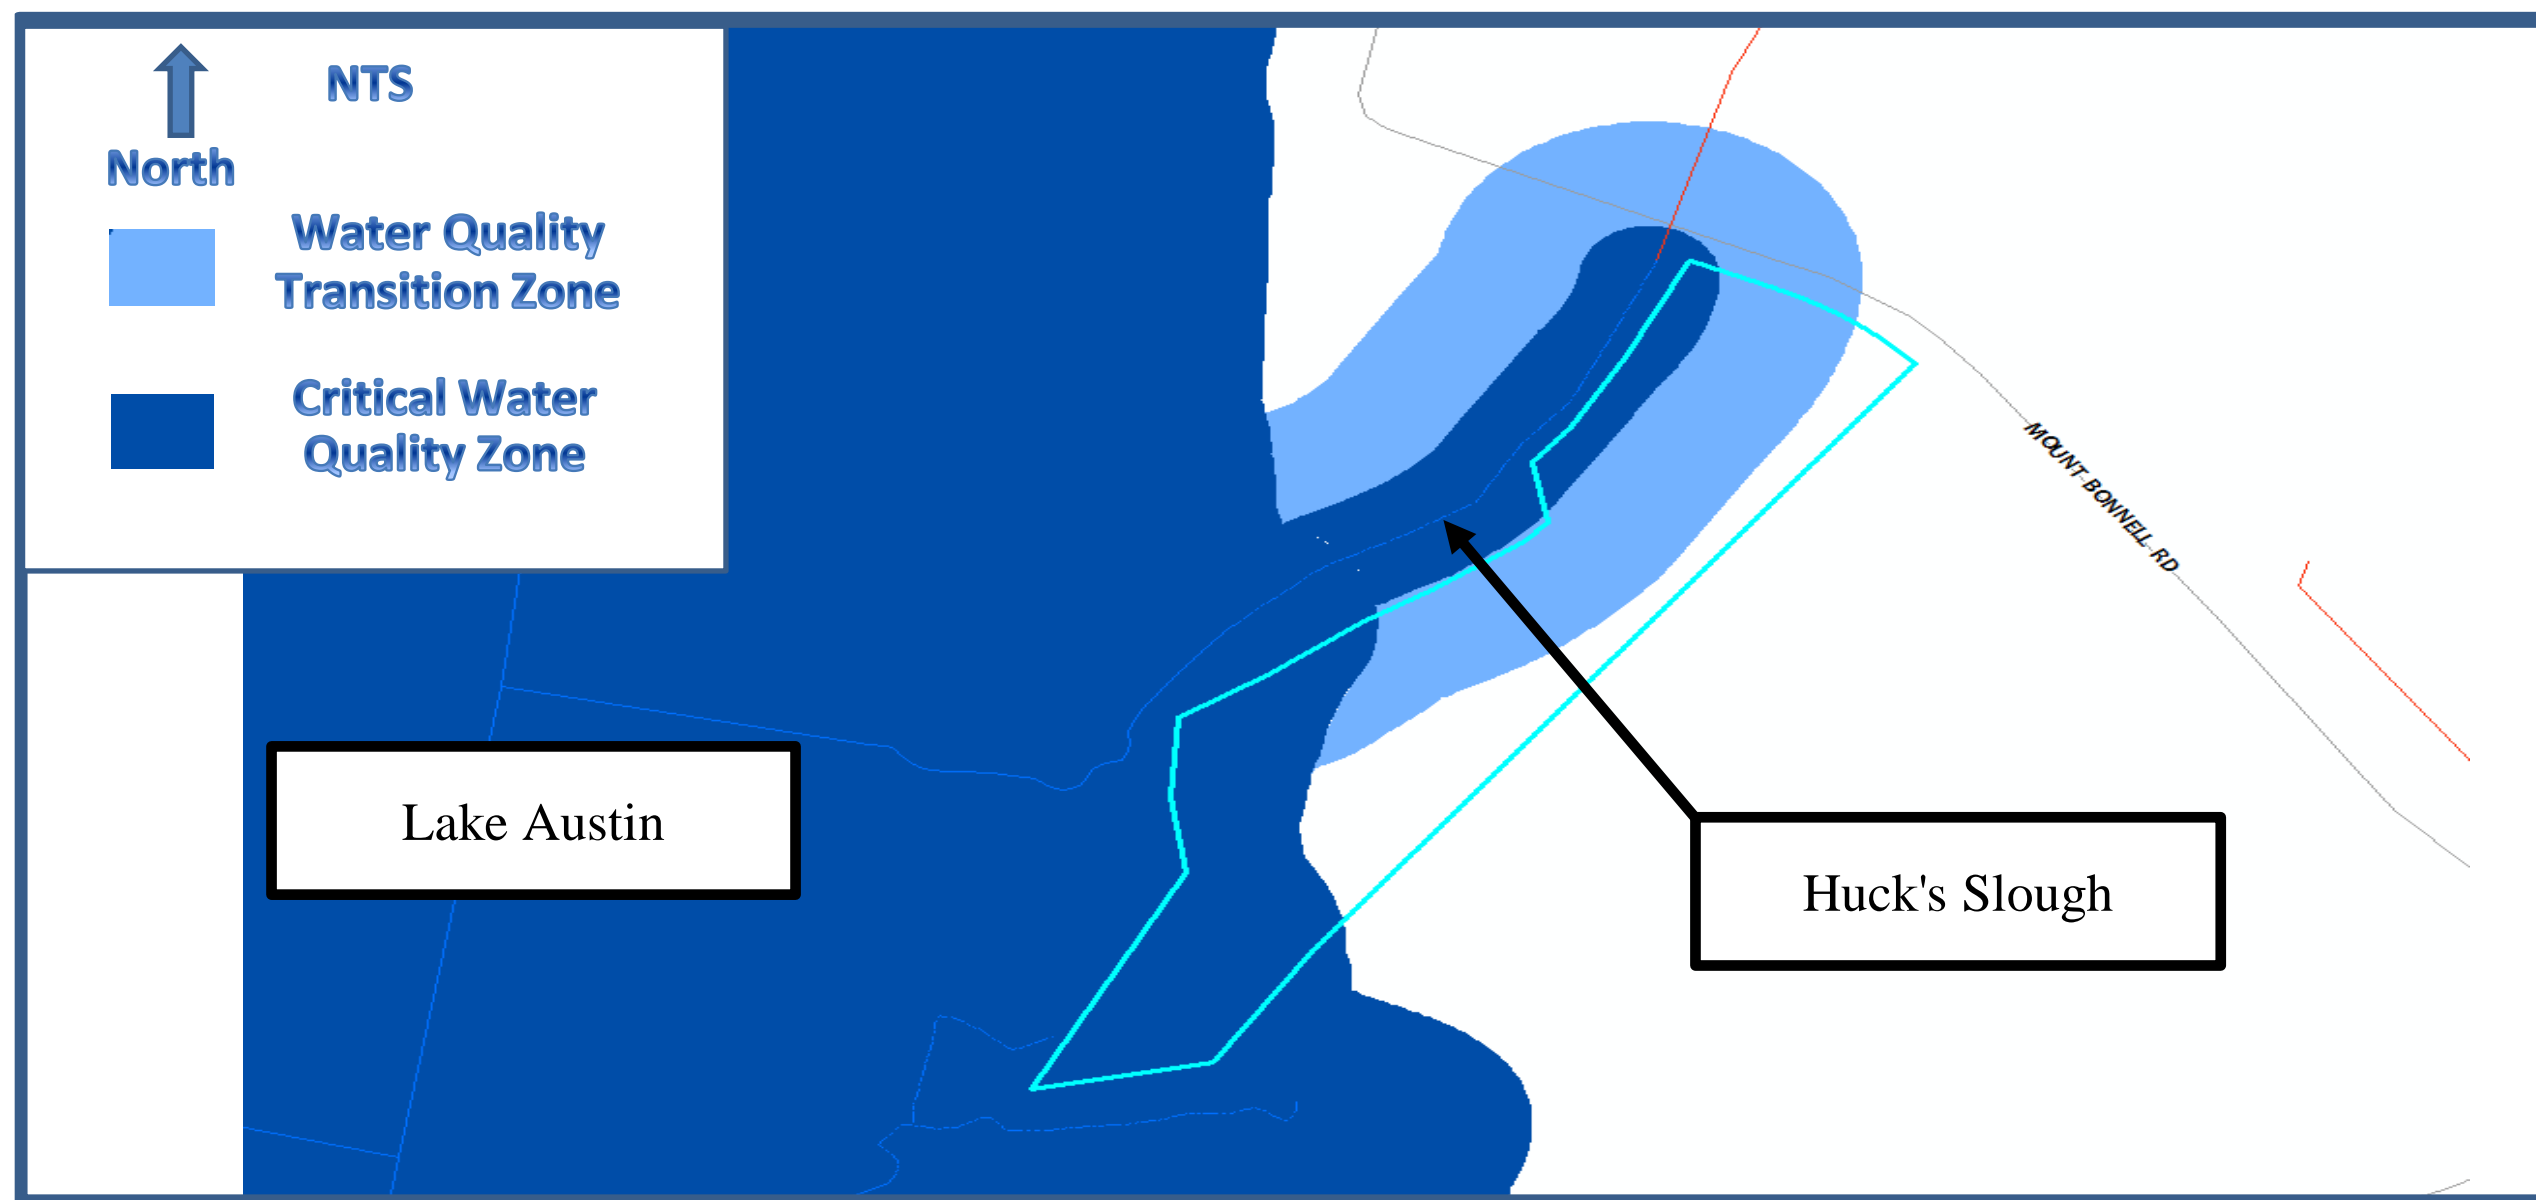 NTS
North
Water Quality
Transition Zone
Critical Water
Quality Zone
MOUNT BONNELL RD
Lake Austin
Huck's Slough